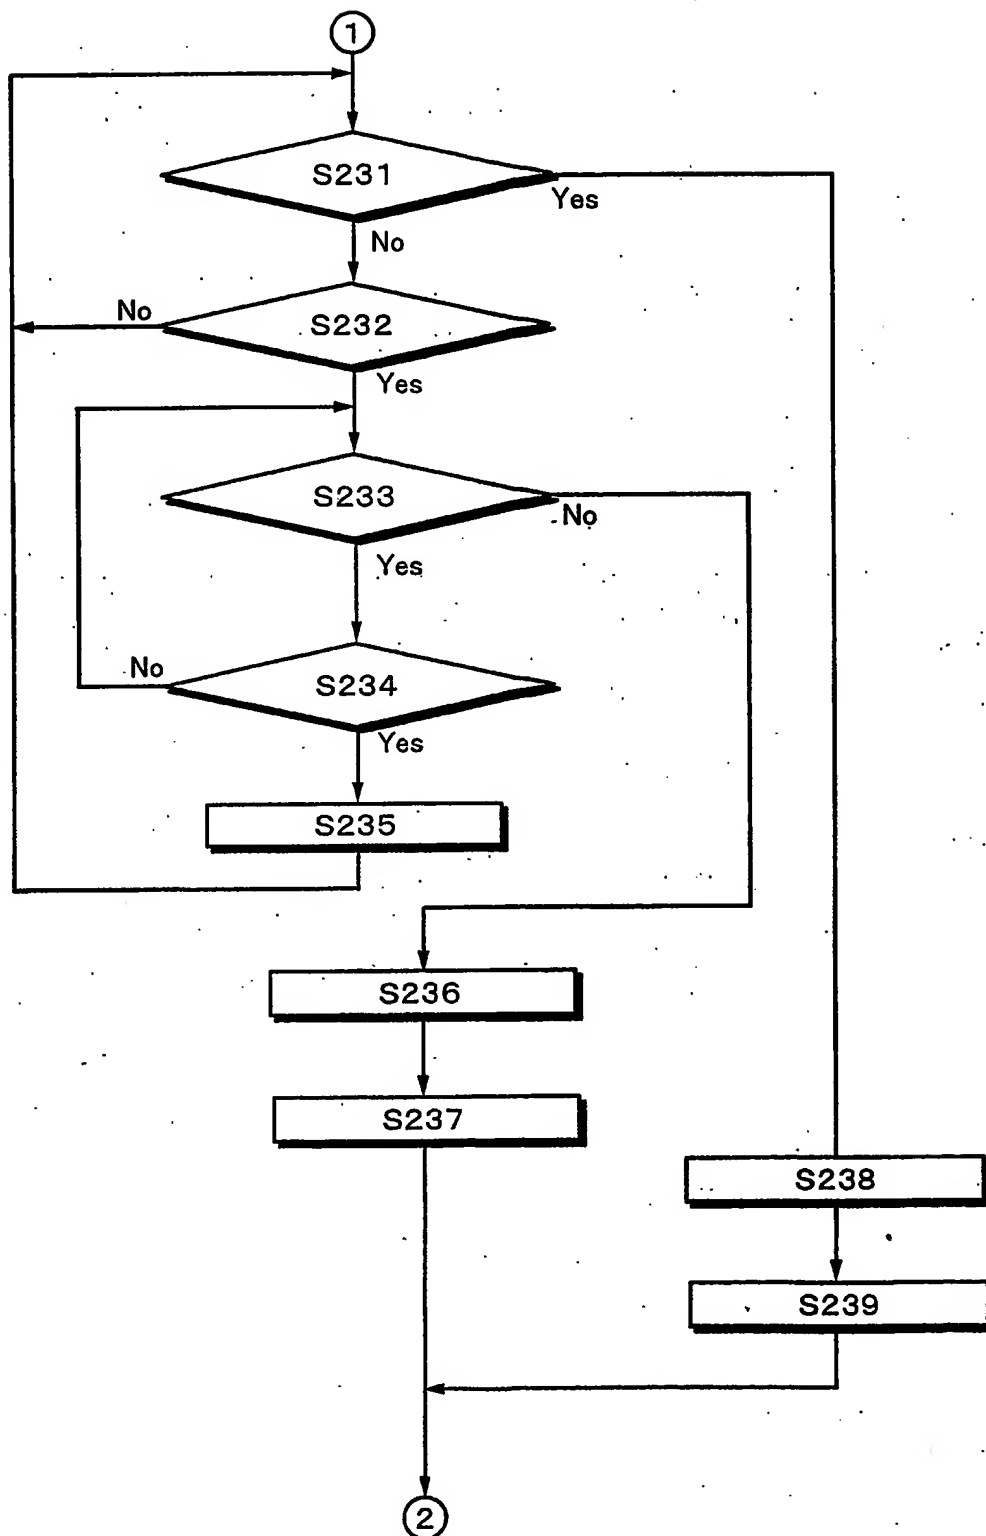 1
S231
Yes
No
No
S232
Yes
S233
No
Yes
No
S234
Yes
S235
S236
S237
S238
S239
2